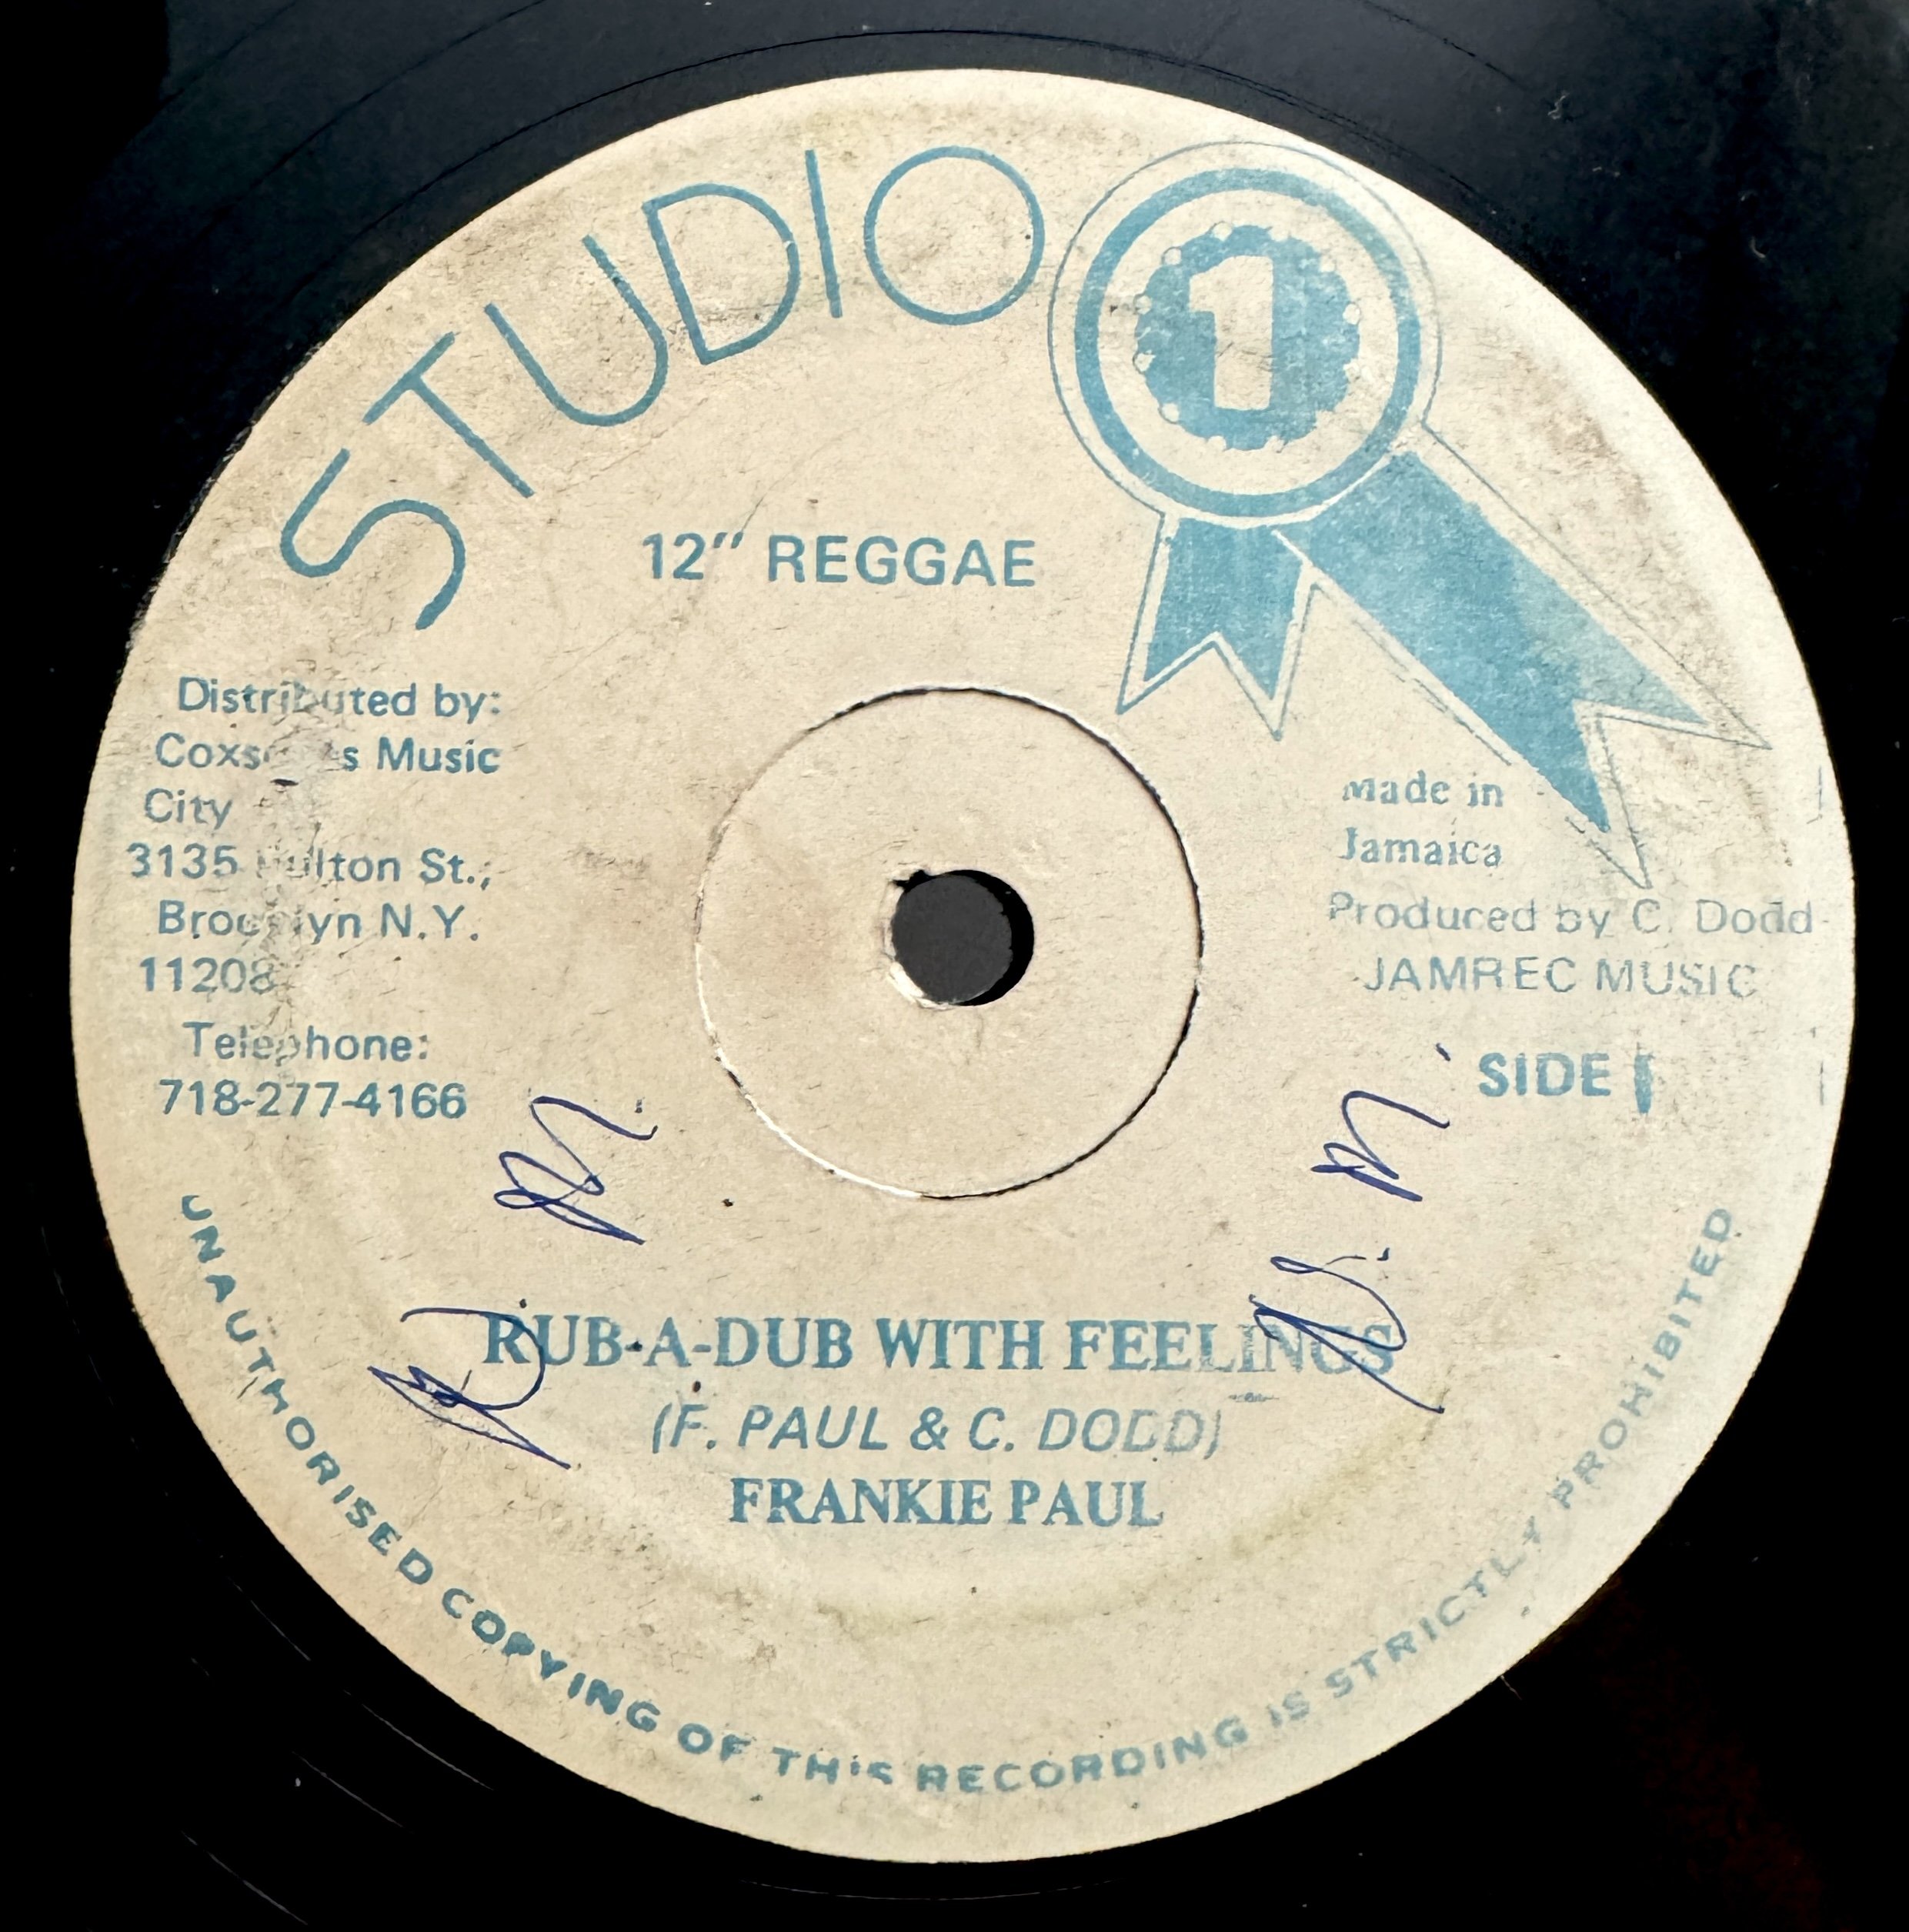 STUDIO 1
12" REGGAE
Distributed by:
Music
City
3135 St.,
N.Y.
11208
Telephone:
718-277-4166
Made in
Jamaica
Produced by C. Dodd
JAMREC MUSIC
SIDE 1
RUB-A-DUB WITH FEELINGS
(F. PAUL & C. DODD)
FRANKIE PAUL
UNAUTHORISED COPYING OF THIS RECORDING IS STRICTLY PROHIBITED